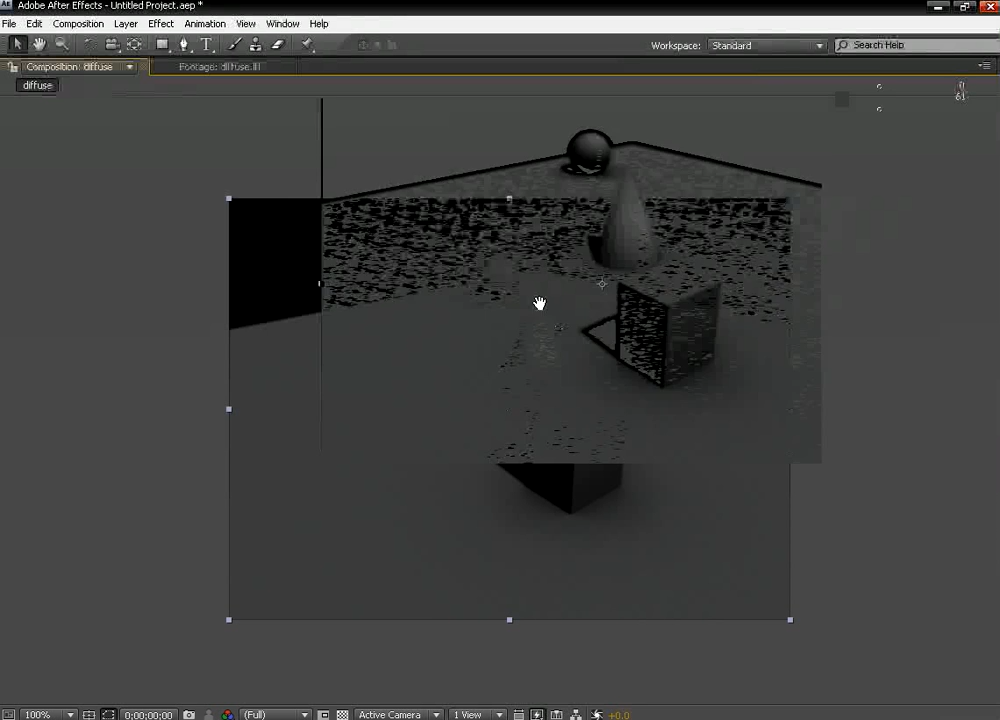 Adobe After Effects - Untitled Project.aep *
File Edit Composition Layer Effect Animation View Window Help
Workspace: Standard Search Help
Composition: diffuse Footage: diffuse.tif
diffuse
100% 0;00;00;00 (Full) Active Camera 1 View +0.0